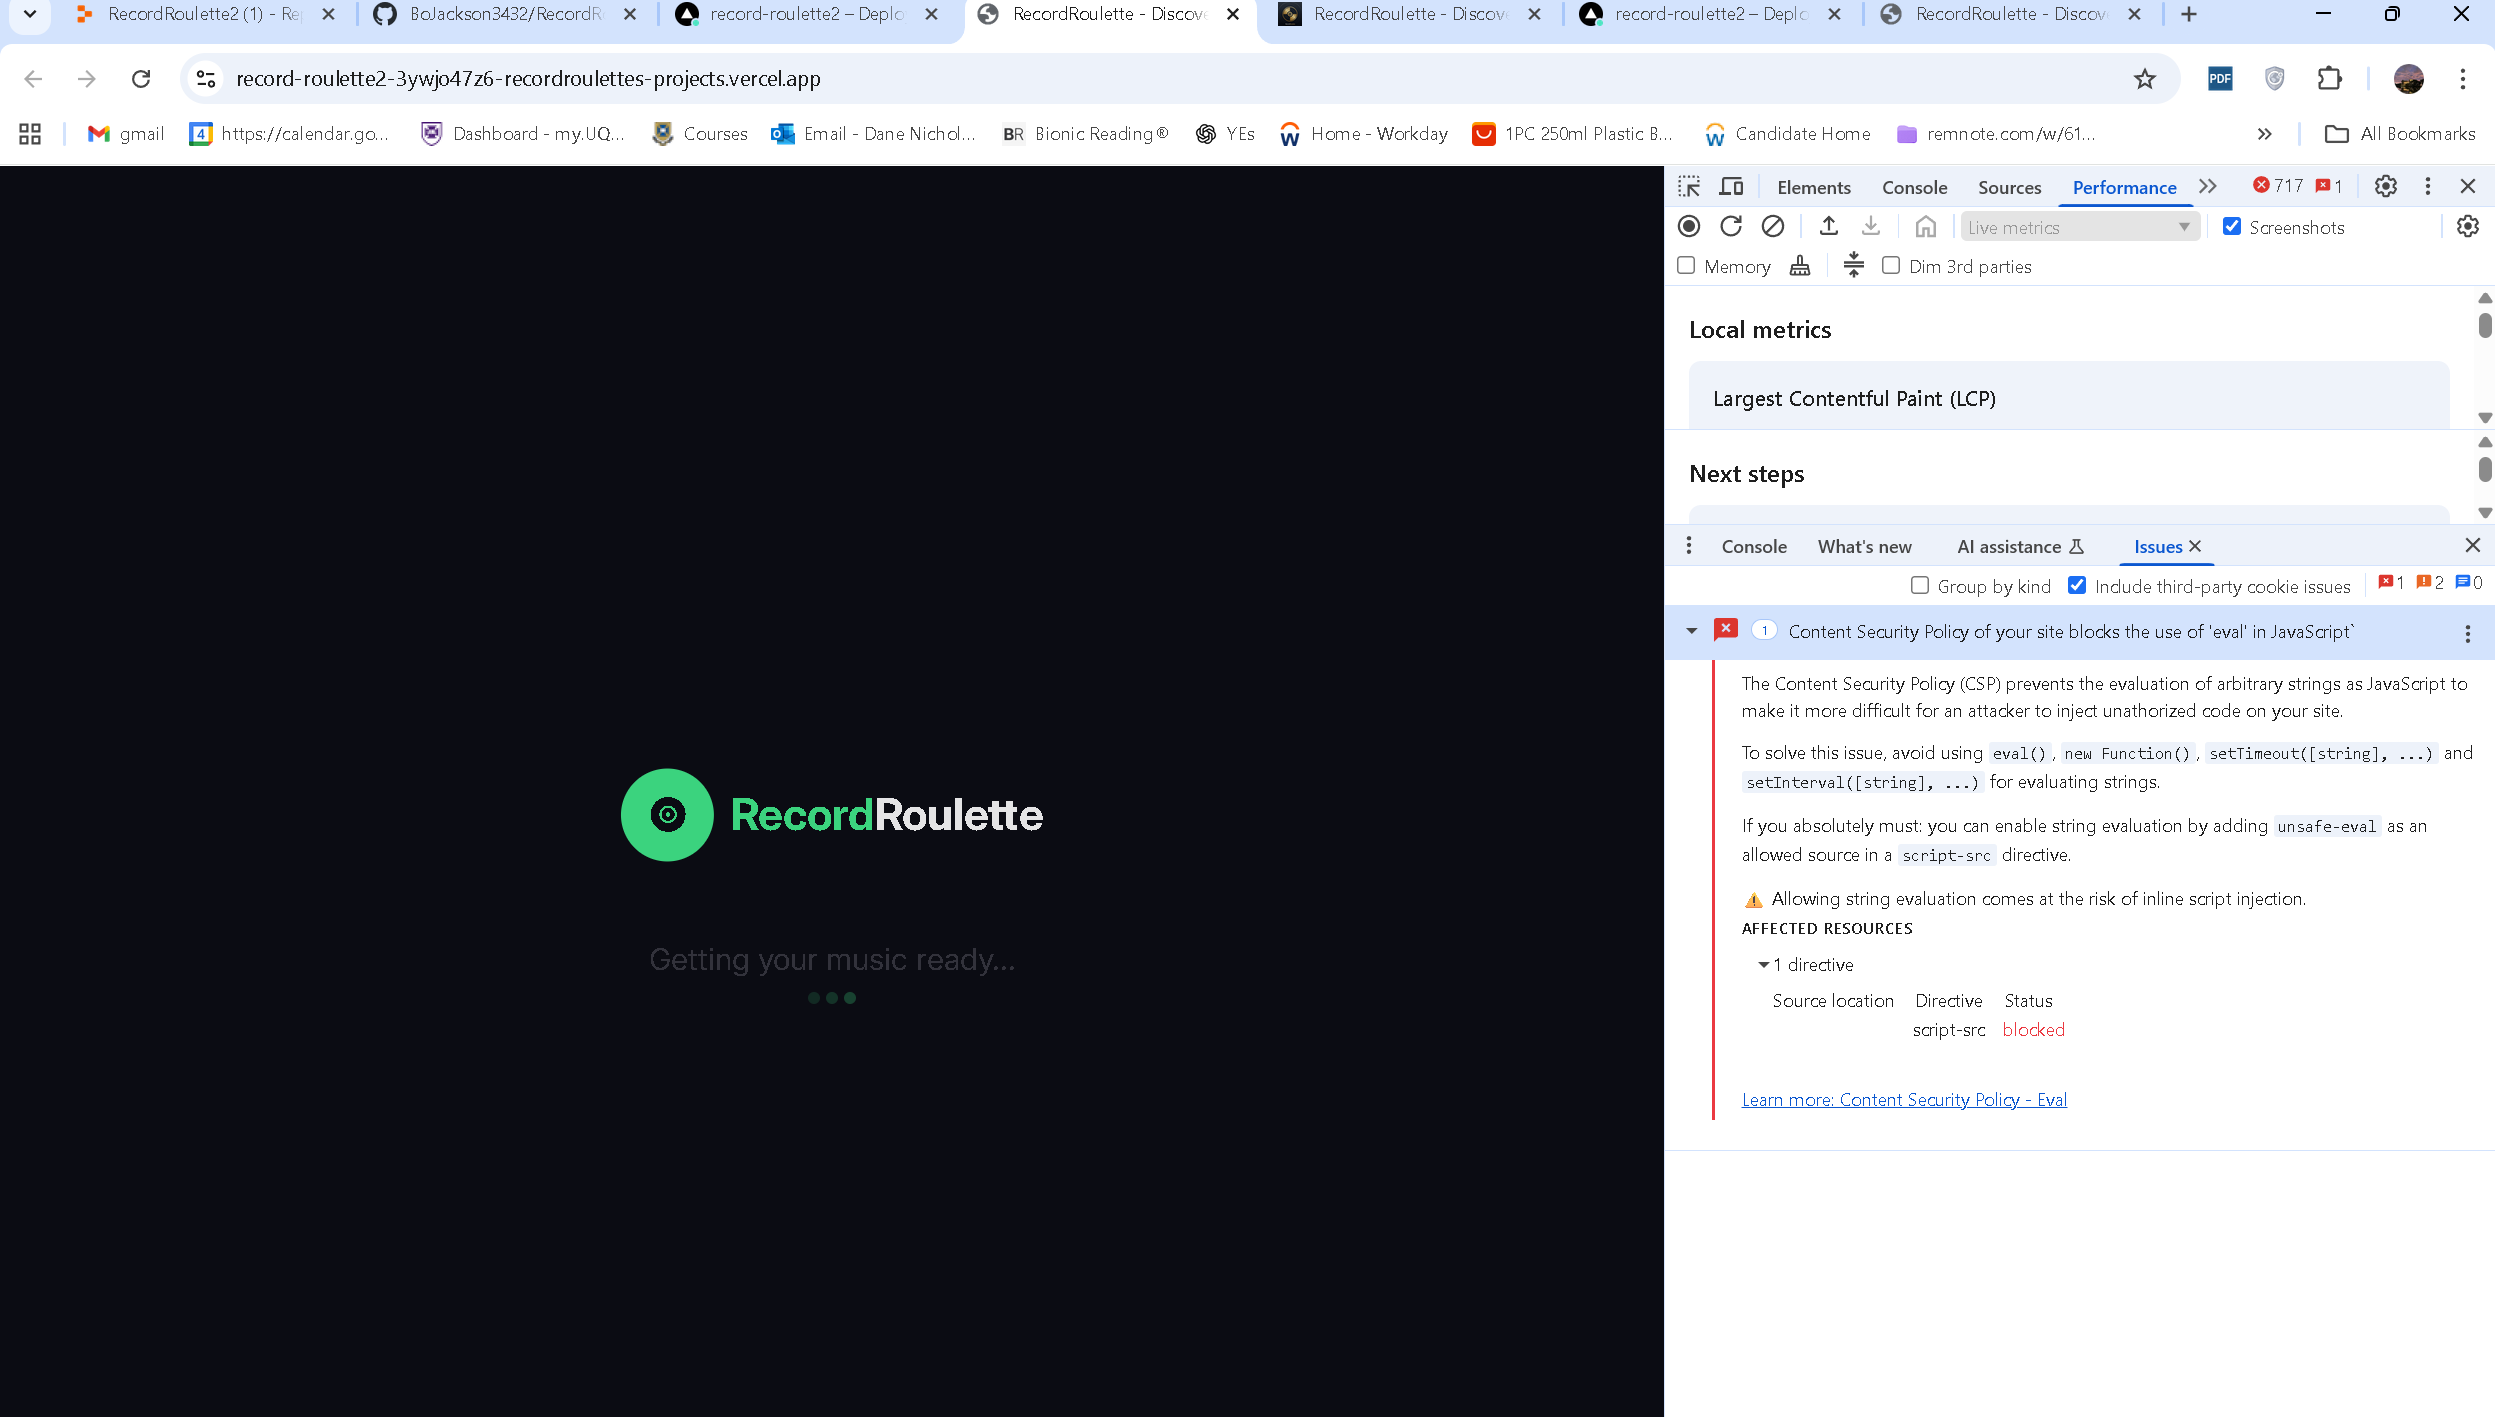 RecordRoulette2 (1) - Re
BoJackson3432/RecordR
record-roulette2 – Deplo
RecordRoulette - Discove
RecordRoulette - Discov
record-roulette2 – Deplo
RecordRoulette - Discov
record-roulette2-3ywjo47z6-recordroulettes-projects.vercel.app
PDF
gmail
4
https://calendar.go...
Dashboard - my.UQ...
Courses
Email - Dane Nichol...
BR Bionic Reading®
YEs
Home - Workday
1PC 250ml Plastic B...
Candidate Home
remnote.com/w/61...
All Bookmarks
Elements
Console
Sources
Performance
717
1
Live metrics
Screenshots
Memory
Dim 3rd parties
Local metrics
Largest Contentful Paint (LCP)
Next steps
Console
What's new
AI assistance
Issues
Group by kind
Include third-party cookie issues
1
2
0
1
Content Security Policy of your site blocks the use of 'eval' in JavaScript`
The Content Security Policy (CSP) prevents the evaluation of arbitrary strings as JavaScript to
make it more difficult for an attacker to inject unathorized code on your site.
To solve this issue, avoid using eval(), new Function(), setTimeout([string], ...) and
setInterval([string], ...) for evaluating strings.
If you absolutely must: you can enable string evaluation by adding unsafe-eval as an
allowed source in a script-src directive.
⚠️ Allowing string evaluation comes at the risk of inline script injection.
AFFECTED RESOURCES
1 directive
Source location Directive Status
script-src blocked
Learn more: Content Security Policy - Eval
RecordRoulette
Getting your music ready...